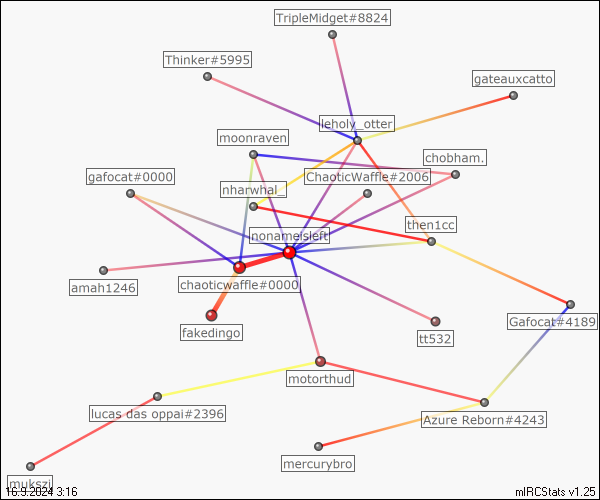 TripleMidget#8824
Thinker#5995
gateauxcatto
leholy_otter
moonraven
chobham.
gafocat#0000
ChaoticWaffle#2006
nharwhal_
then1cc
nonameisleft
amah1246
chaoticwaffle#0000
Gafocat#4189
fakedingo
tt532
motorthud
lucas das oppai#2396
Azure Reborn#4243
mercurybro
mukszi
16.9.2024 3:16
mIRCStats v1.25